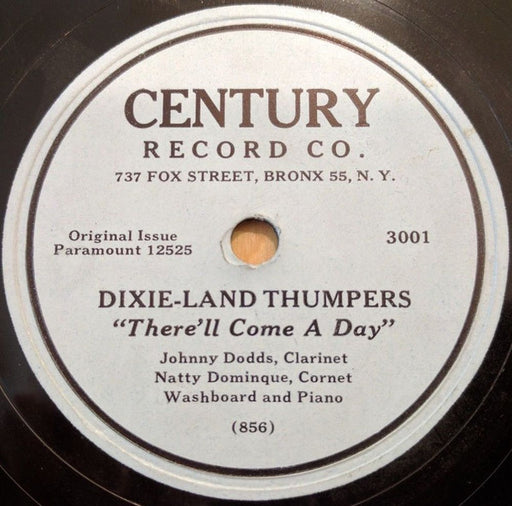 CENTURY
RECORD CO.
737 FOX STREET, BRONX 55, N. Y.
Original Issue
Paramount 12525
3001
DIXIE-LAND THUMPERS
"There'll Come A Day"
Johnny Dodds, Clarinet
Natty Dominque, Cornet
Washboard and Piano
(856)